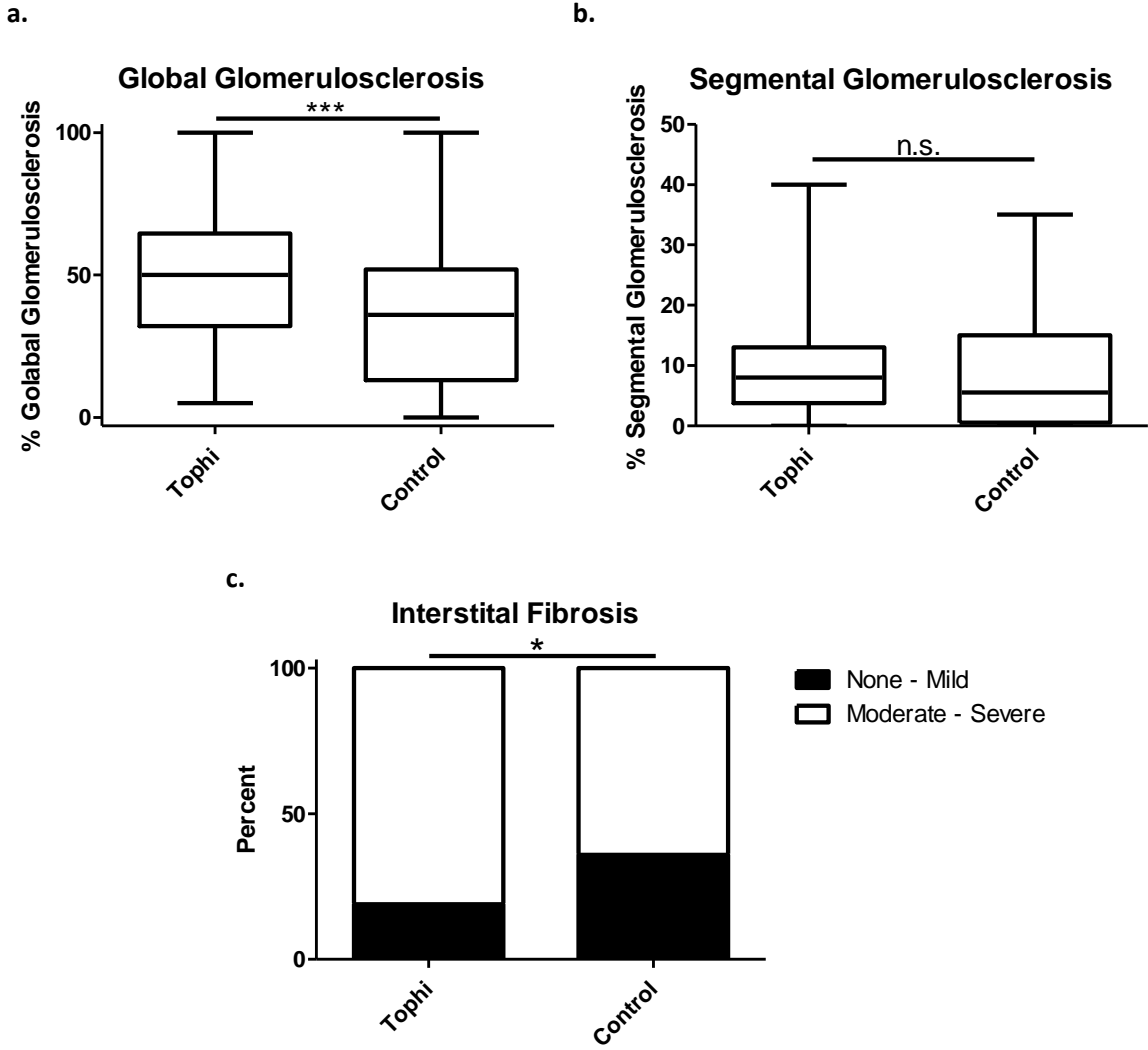 a.
Global Glomerulosclerosis
***
% Golabal Glomerulosclerosis
100
50
0
Tophi
Control
b.
Segmental Glomerulosclerosis
n.s.
% Segmental Glomerulosclerosis
50
40
30
20
10
0
Tophi
Control
c.
Interstital Fibrosis
*
Percent
100
50
0
Tophi
Control
None - Mild
Moderate - Severe